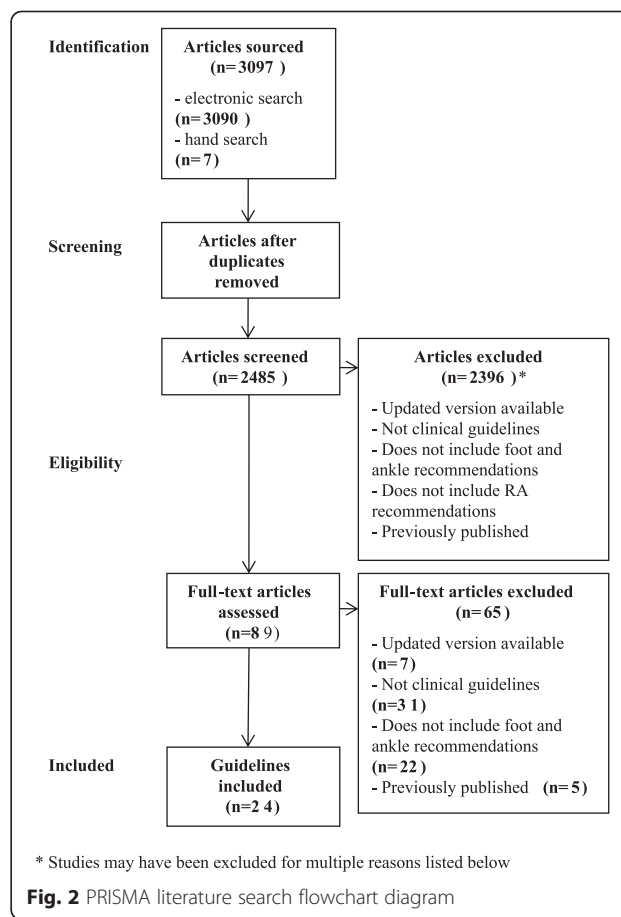 Identification
Articles sourced
(n=3097 )
- electronic search
(n=3090 )
- hand search
(n=7)
Screening
Articles after
duplicates
removed
Articles screened
(n=2485 )
Articles excluded
(n=2396 )*
- Updated version available
- Not clinical guidelines
- Does not include foot and
ankle recommendations
- Does not include RA
recommendations
- Previously published
Eligibility
Full-text articles
assessed
(n=8 9)
Full-text articles excluded
(n=65)
- Updated version available
(n=7)
- Not clinical guidelines
(n=3 1)
- Does not include foot and
ankle recommendations
(n=22)
- Previously published (n=5)
Included
Guidelines
included
(n=2 4)
* Studies may have been excluded for multiple reasons listed below
Fig. 2 PRISMA literature search flowchart diagram